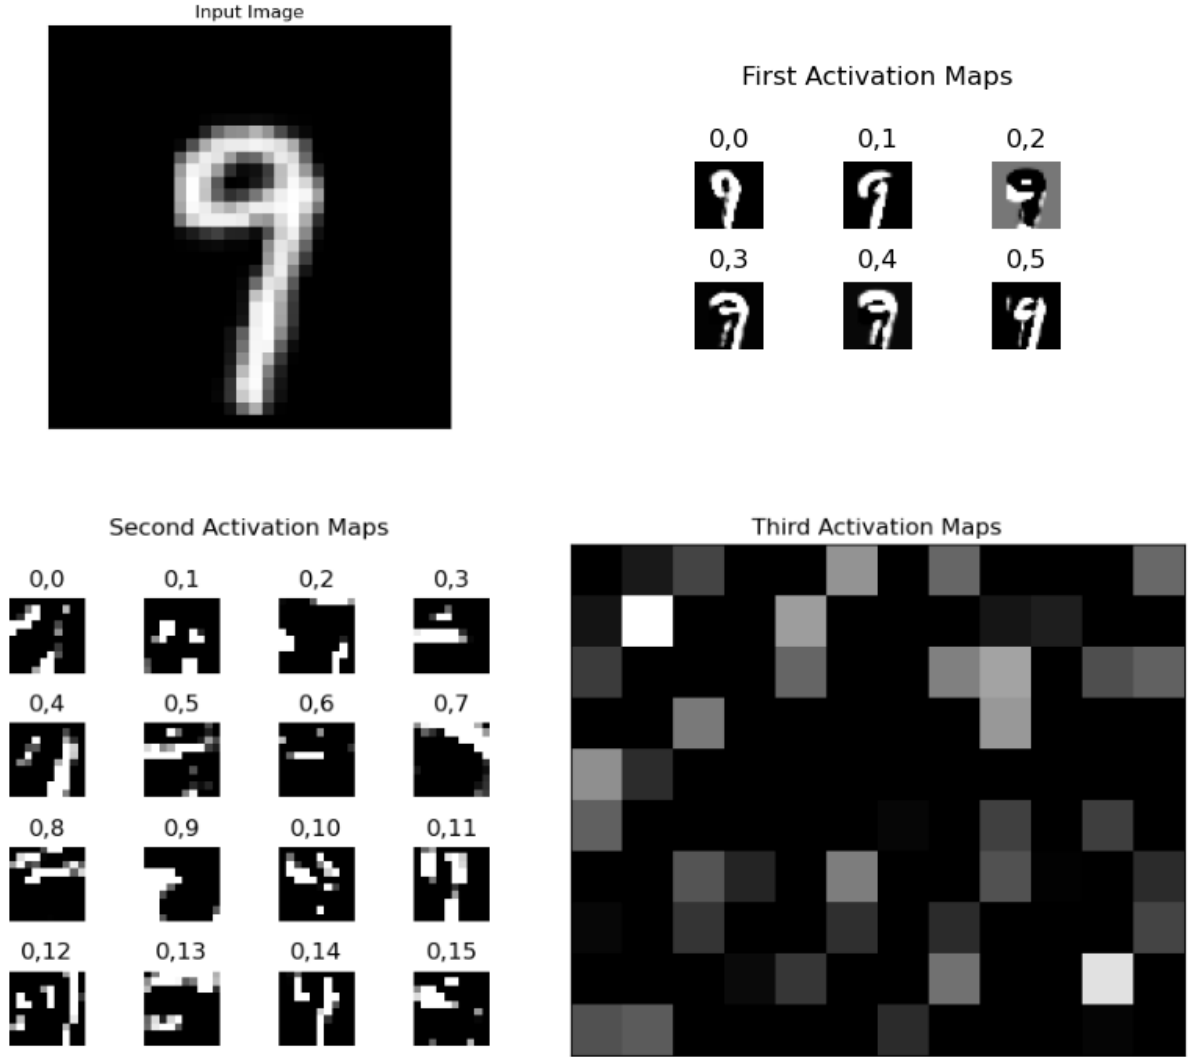 Input Image
9
First Activation Maps
0,0 0,1 0,2
0,3 0,4 0,5
Second Activation Maps
0,0 0,1 0,2 0,3
0,4 0,5 0,6 0,7
0,8 0,9 0,10 0,11
0,12 0,13 0,14 0,15
Third Activation Maps